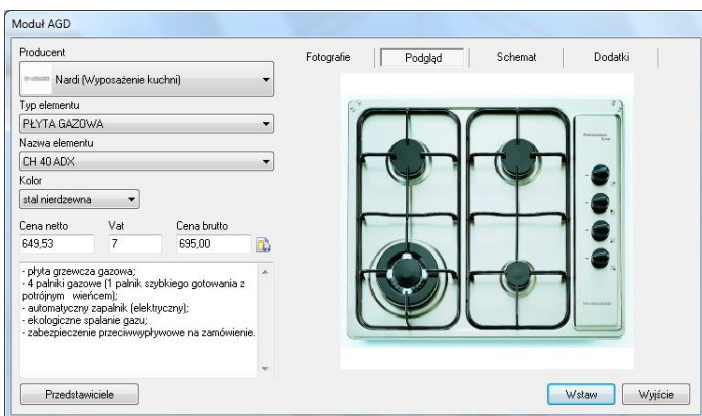 Moduł AGD
Producent
Nardi (Wyposażenie kuchni)
Typ elementu
PŁYTA GAZOWA
Nazwa elementu
CH 40 ADX
Kolor
stal nierdzewna
Cena netto Vat Cena brutto
649,53 7 695,00
- płyta grzewcza gazowa;
- 4 palniki gazowe (1 palnik szybkiego gotowania z
potrójnym wieńcem);
- automatyczny zapalnik (elektryczny);
- ekologiczne spalanie gazu;
- zabezpieczenie przeciwwypływowe na zamówienie.
Przedstawiciele
Fotografie Podgląd Schemat Dodatki
Wstaw Wyjście